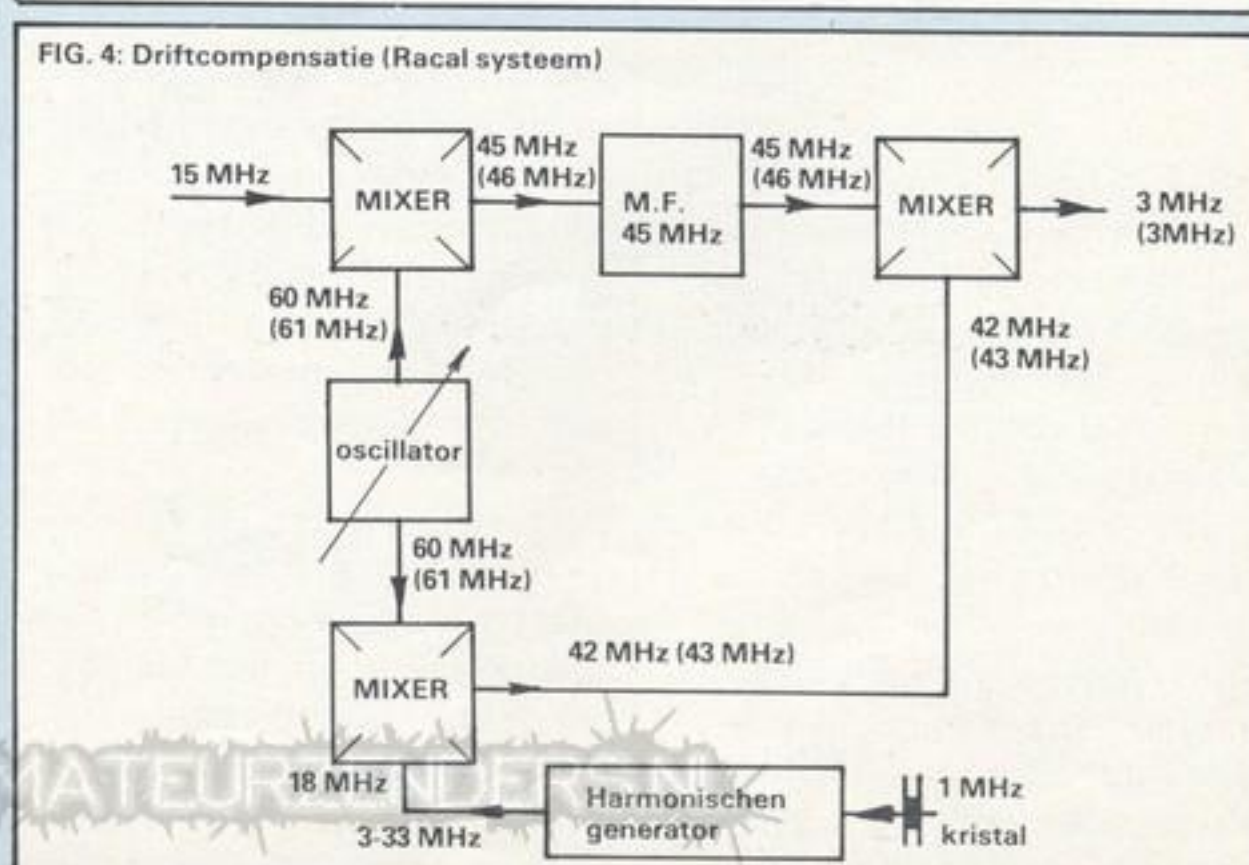 FIG. 4: Driftcompensatie (Racal systeem)
15 MHz
MIXER
45 MHz
(46 MHz)
M.F.
45 MHz
45 MHz
(46 MHz)
MIXER
3 MHz
(3MHz)
60 MHz
(61 MHz)
42 MHz
(43 MHz)
oscillator
60 MHz
(61 MHz)
MIXER
42 MHz (43 MHz)
18 MHz
3-33 MHz
Harmonischen
generator
1 MHz
kristal
MATEURZENDERS.NL